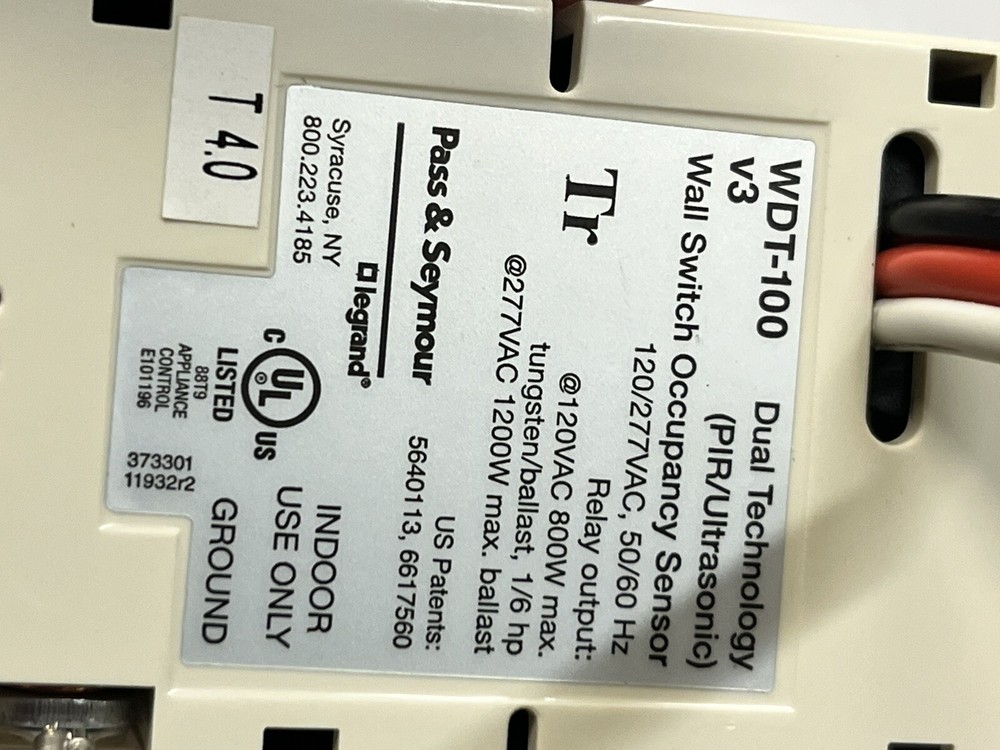 WDT-100 Dual Technology
v3 (PIR/Ultrasonic)
Wall Switch Occupancy Sensor
120/277VAC, 50/60 Hz
Relay output:
@120VAC 800W max.
tungsten/ballast, 1/6 hp
@277VAC 1200W max. ballast
Tr
Pass & Seymour
legrand®
US Patents:
5640113, 6617560
Syracuse, NY
800.223.4185
INDOOR
USE ONLY
GROUND
C UL US
®
LISTED
88T9
APPLIANCE
CONTROL
E101196
373301
11932r2
T 4.0